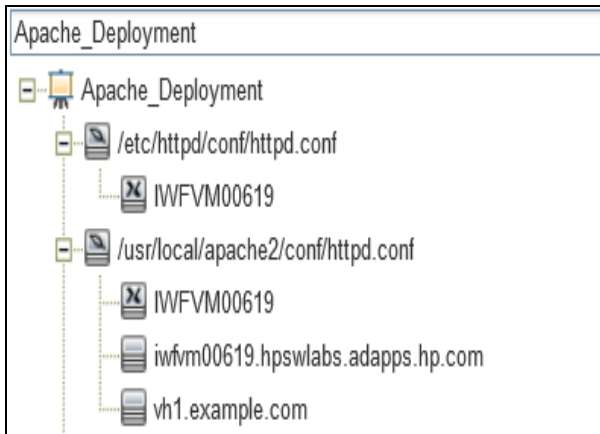 Apache_Deployment
Apache_Deployment
/etc/httpd/conf/httpd.conf
IWFVM00619
/usr/local/apache2/conf/httpd.conf
IWFVM00619
iwfvm00619.hpswlabs.adapps.hp.com
vh1.example.com